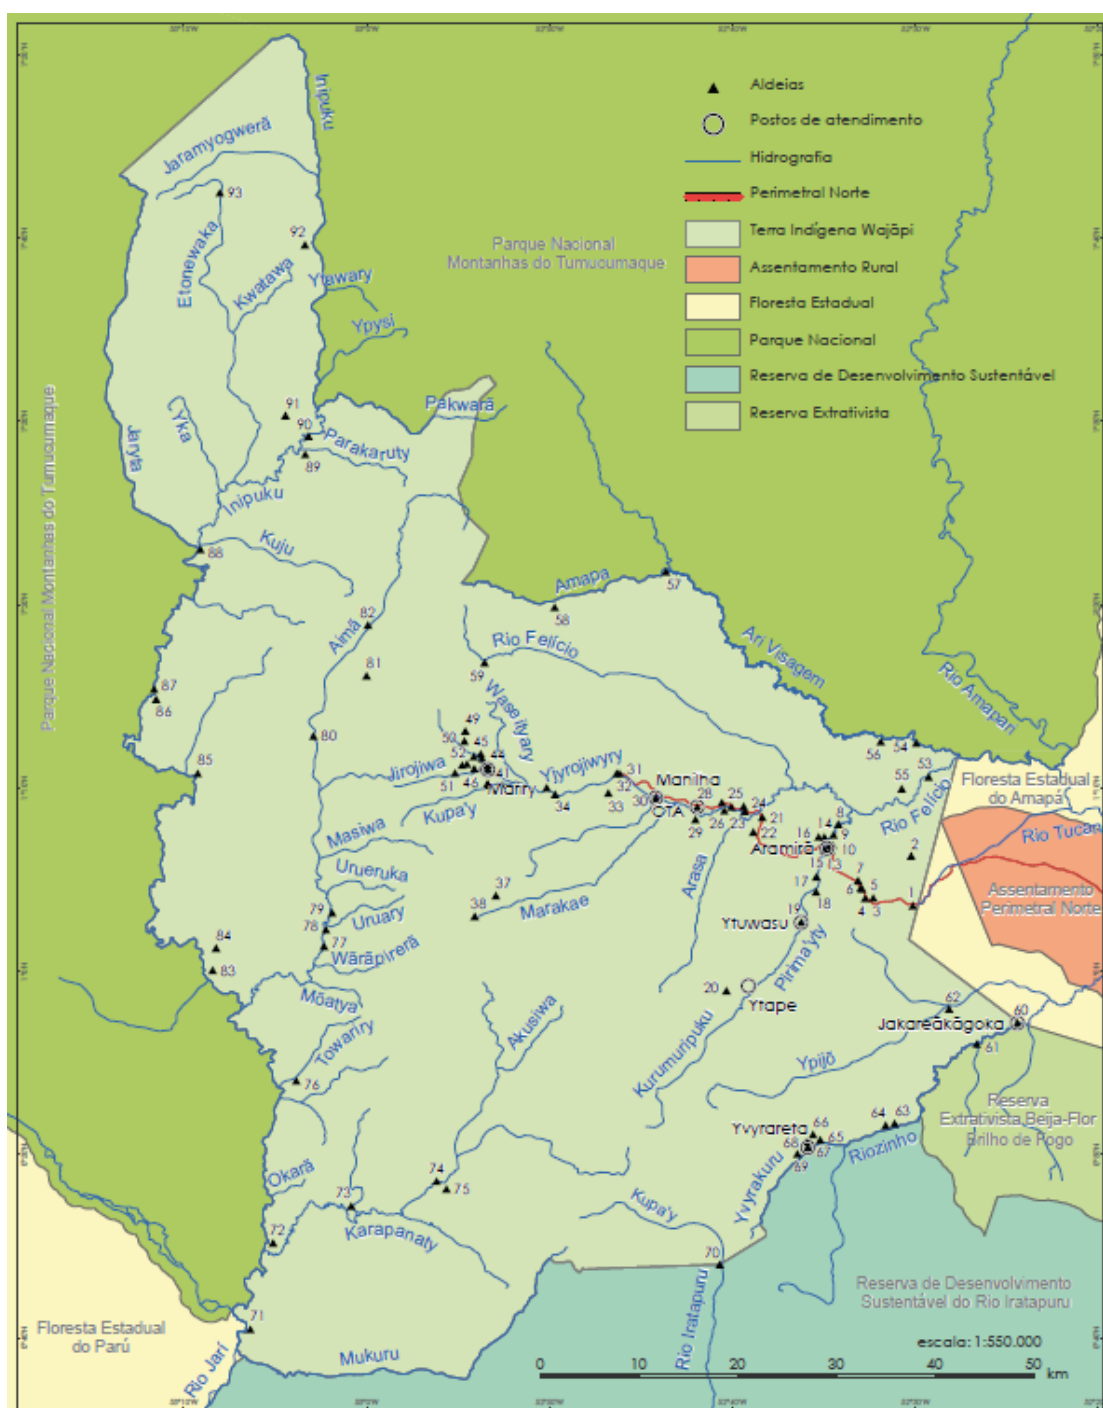 Aldeias
Postos de atendimento
Hidrografia
Perimetral Norte
Terra Indígena Wajãpi
Assentamento Rural
Floresta Estadual
Parque Nacional
Reserva de Desenvolvimento Sustentável
Reserva Extrativista
Inipuku
Jaramyogwerã
93
92
Etonewaka
Kwatawa
Ytawary
Ypysi
Parque Nacional
Montanhas do Tumucumaque
Parque Nacional Montanhas do Tumucumaque
Jaryta
Yka
91
90
89
Parakaruty
Pakwarã
Inipuku
Kuju
88
57
Amapa
58
82
Aimã
Rio Felício
Ari Visagem
Rio Amapari
81
59
87
86
Waseityary
49
50
80
45
44
52
51
46
41
85
Jirojiwa
Mariry
Yjyrojiwyry
31
32
33
34
Kupa'y
Manilha
30
CTA
28
29
25
26
23
24
21
22
56
54
53
55
Rio Felício
Floresta Estadual
do Amapá
Masiwa
Urueruka
Aramirã
16
14
8
9
10
13
15
2
Rio Tucan
17
18
7
6
4
5
3
1
Assentamento
Perimetral Norte
37
38
Marakae
Arasa
79
78
77
Uruary
Wãrãpirerã
Ytuwasu
19
Pirima'yty
84
83
Mõatya
20
Ytape
62
Jakareãkãgoka
60
61
Towariry
Akusiwa
Kurumuripuku
Ypijõ
76
Reserva
Extrativista Beija-Flor
Brilho de Fogo
Yvyrareta
66
68
65
67
69
64
63
Riozinho
Okarã
74
75
73
Karapanaty
Kupa'y
Yvyrakuru
72
70
Rio Iratapuru
Reserva de Desenvolvimento
Sustentável do Rio Iratapuru
71
Floresta Estadual
do Parú
Rio Jarí
Mukuru
escala: 1:550.000
0 10 20 30 40 50
km